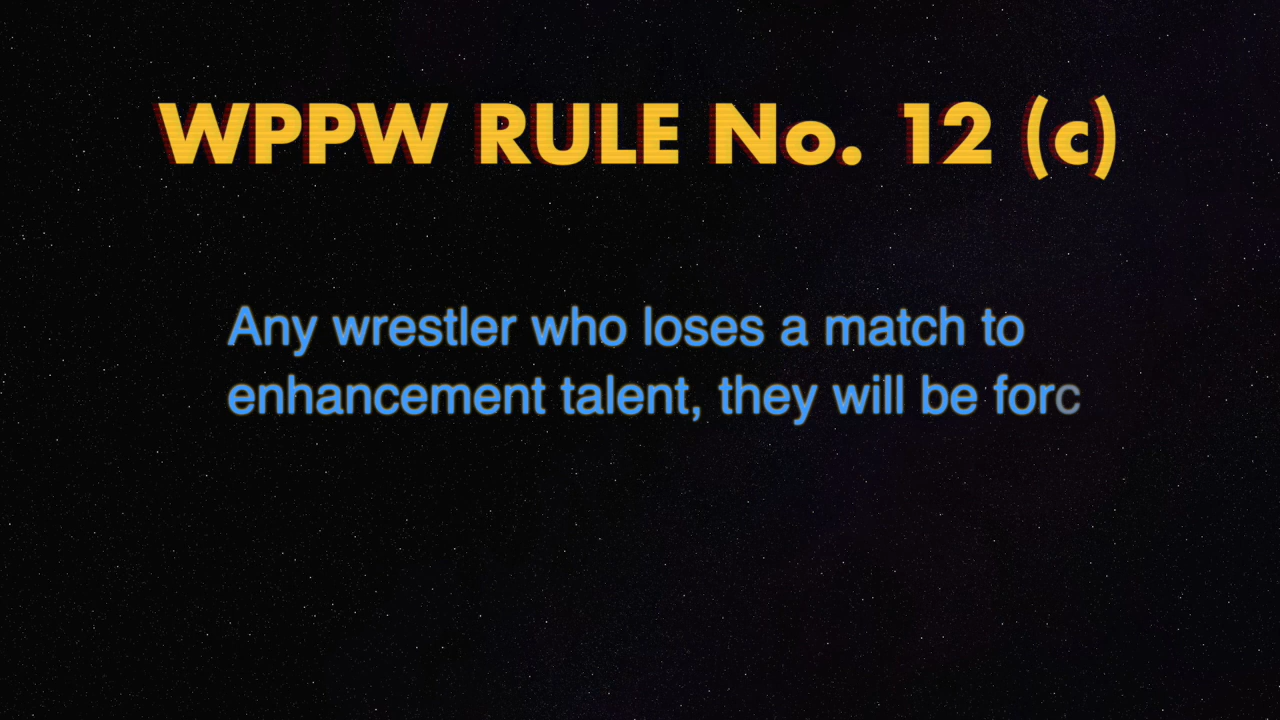 WPPW RULE No. 12 (c)
Any wrestler who loses a match to
enhancement talent, they will be forc